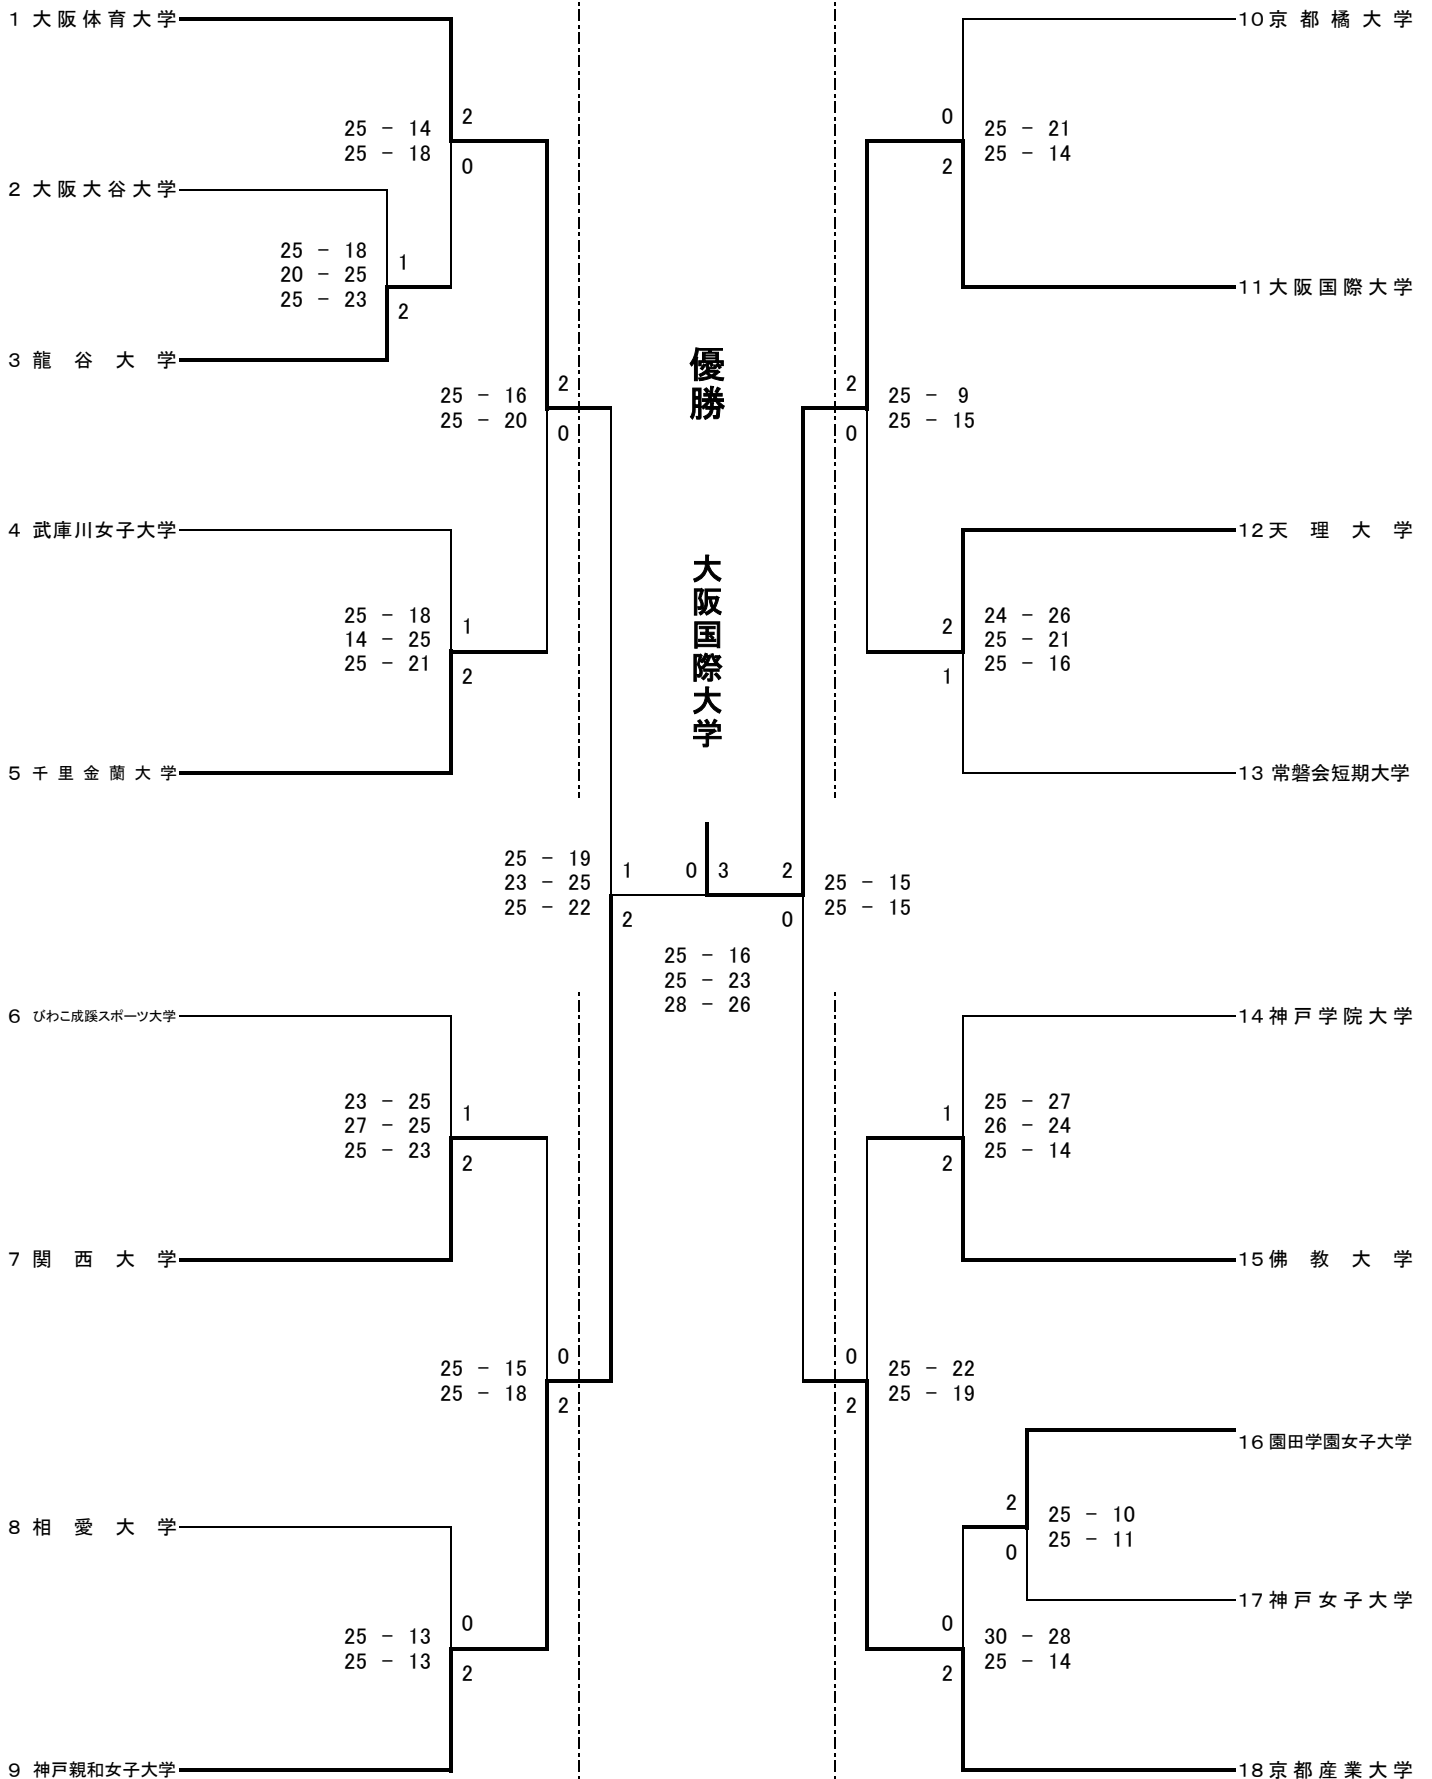 1 大阪体育大学
2
0
25 － 14
25 － 18
2 大阪大谷大学
25 － 18
20 － 25
25 － 23
1
2
3 龍谷大学
25 － 16
25 － 20
2
0
4 武庫川女子大学
25 － 18
14 － 25
25 － 21
1
2
5 千里金蘭大学
25 － 19
23 － 25
25 － 22
1
2
6 びわこ成蹊スポーツ大学
23 － 25
27 － 25
25 － 23
1
2
7 関西大学
25 － 15
25 － 18
0
2
8 相愛大学
25 － 13
25 － 13
0
2
9 神戸親和女子大学
優勝
大阪国際大学
0 3
25 － 16
25 － 23
28 － 26
10 京都橘大学
0
2
25 － 21
25 － 14
11 大阪国際大学
2
0
25 － 9
25 － 15
12 天理大学
2
1
24 － 26
25 － 21
25 － 16
13 常磐会短期大学
2
0
25 － 15
25 － 15
14 神戸学院大学
1
2
25 － 27
26 － 24
25 － 14
15 佛教大学
0
2
25 － 22
25 － 19
16 園田学園女子大学
2
0
25 － 10
25 － 11
17 神戸女子大学
0
2
30 － 28
25 － 14
18 京都産業大学